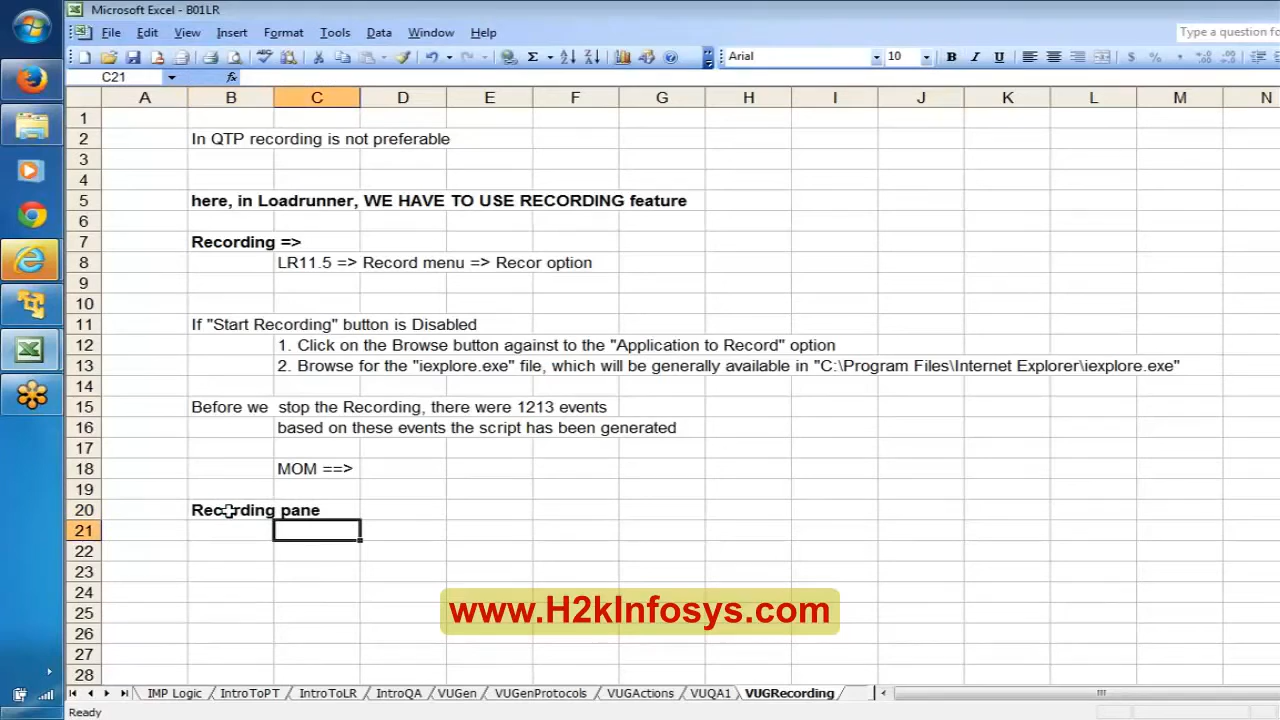 Microsoft Excel - B01LR
File Edit View Insert Format Tools Data Window Help
Type a question fo
Arial 10 B I U $ %
C21 fx
A B C D E F G H I J K L M N
1
2 In QTP recording is not preferable
3
4
5 here, in Loadrunner, WE HAVE TO USE RECORDING feature
6
7 Recording =>
8 LR11.5 => Record menu => Recor option
9
10
11 If "Start Recording" button is Disabled
12 1. Click on the Browse button against to the "Application to Record" option
13 2. Browse for the "iexplore.exe" file, which will be generally available in "C:\Program Files\Internet Explorer\iexplore.exe"
14
15 Before we stop the Recording, there were 1213 events
16 based on these events the script has been generated
17
18 MOM ==>
19
20 Recording pane
21
22
23
24
25
26
27
28
www.H2kInfosys.com
IMP Logic IntroToPT IntroToLR IntroQA VUGen VUGenProtocols VUGActions VUQA1 VUGRecording
Ready